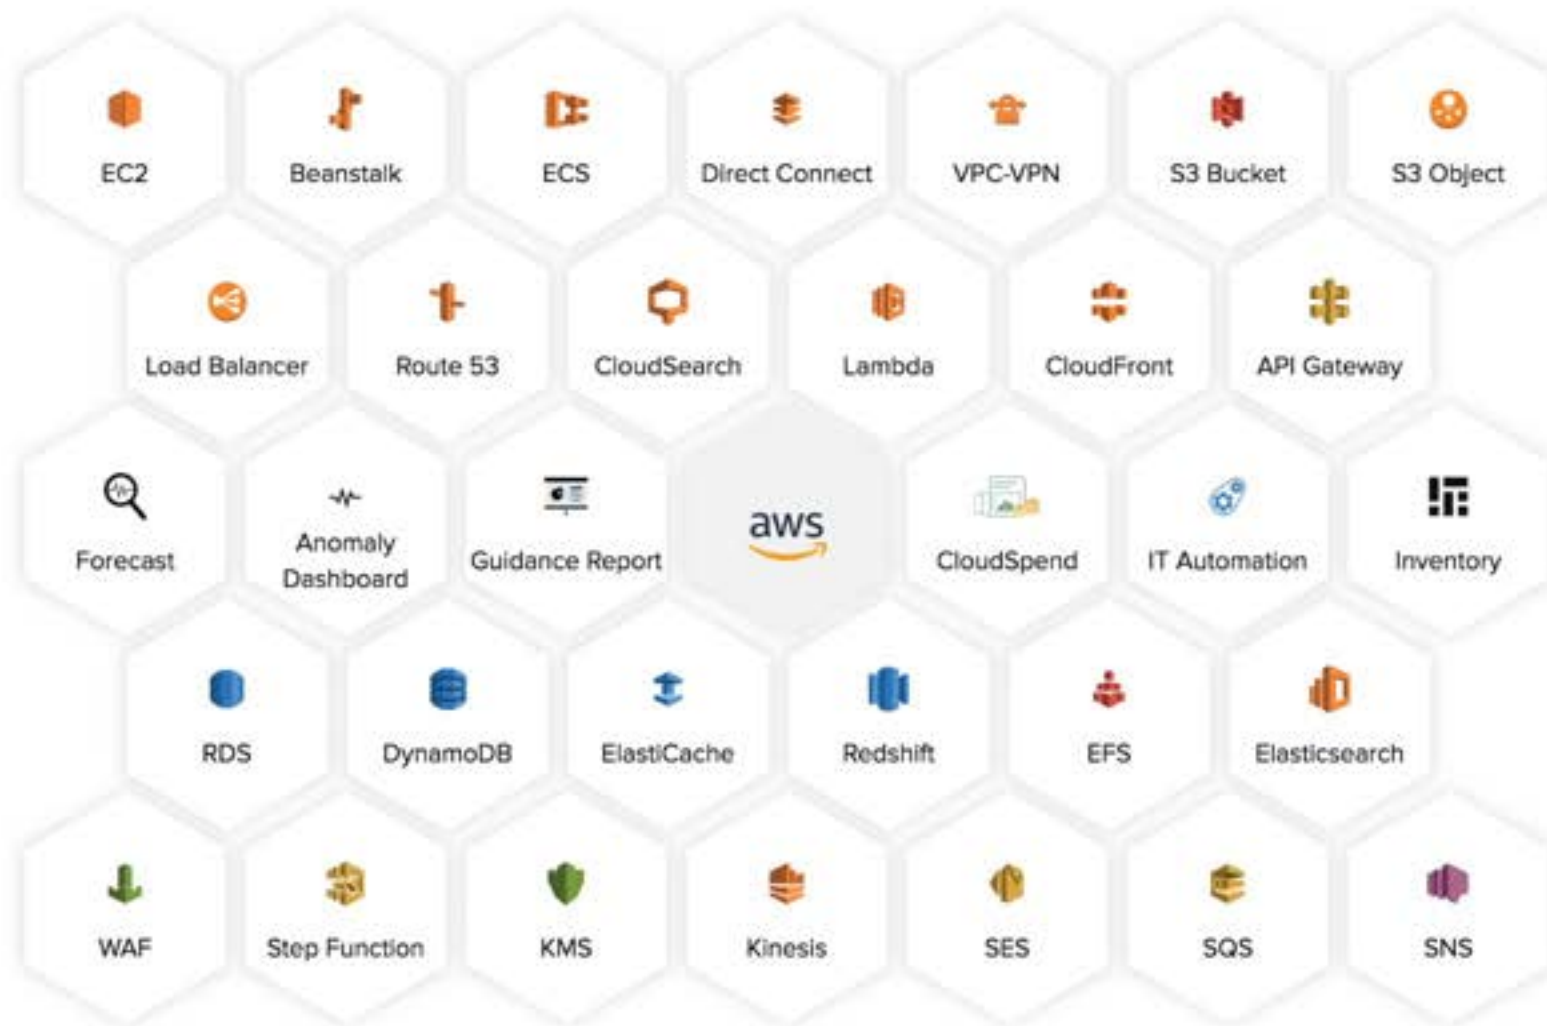 EC2
Beanstalk
ECS
Direct Connect
VPC-VPN
S3 Bucket
S3 Object
Load Balancer
Route 53
CloudSearch
Lambda
CloudFront
API Gateway
Forecast
Anomaly
Dashboard
Guidance Report
aws
CloudSpend
IT Automation
Inventory
RDS
DynamoDB
ElastiCache
Redshift
EFS
Elasticsearch
WAF
Step Function
KMS
Kinesis
SES
SQS
SNS